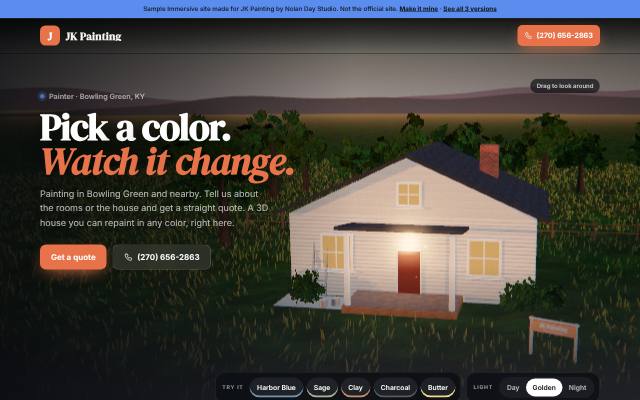 Sample Immersive site made for JK Painting by Nolan Day Studio. Not the official site. Make it mine · See all 3 versions
J JK Painting
(270) 656-2863
Drag to look around
Painter · Bowling Green, KY
Pick a color.
Watch it change.
Painting in Bowling Green and nearby. Tell us about
the rooms or the house and get a straight quote. A 3D
house you can repaint in any color, right here.
Get a quote
(270) 656-2863
TRY IT Harbor Blue Sage Clay Charcoal Butter
LIGHT Day Golden Night